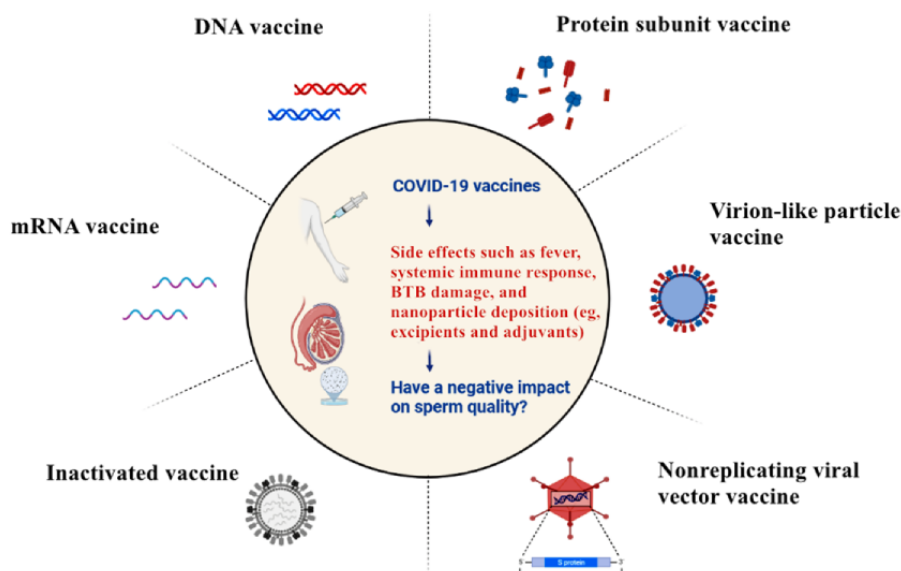 DNA vaccine
Protein subunit vaccine
mRNA vaccine
Virion-like particle
vaccine
COVID-19 vaccines
Side effects such as fever,
systemic immune response,
BTB damage, and
nanoparticle deposition (eg,
excipients and adjuvants)
Have a negative impact
on sperm quality?
Inactivated vaccine
Nonreplicating viral
vector vaccine
5' S protein 3'